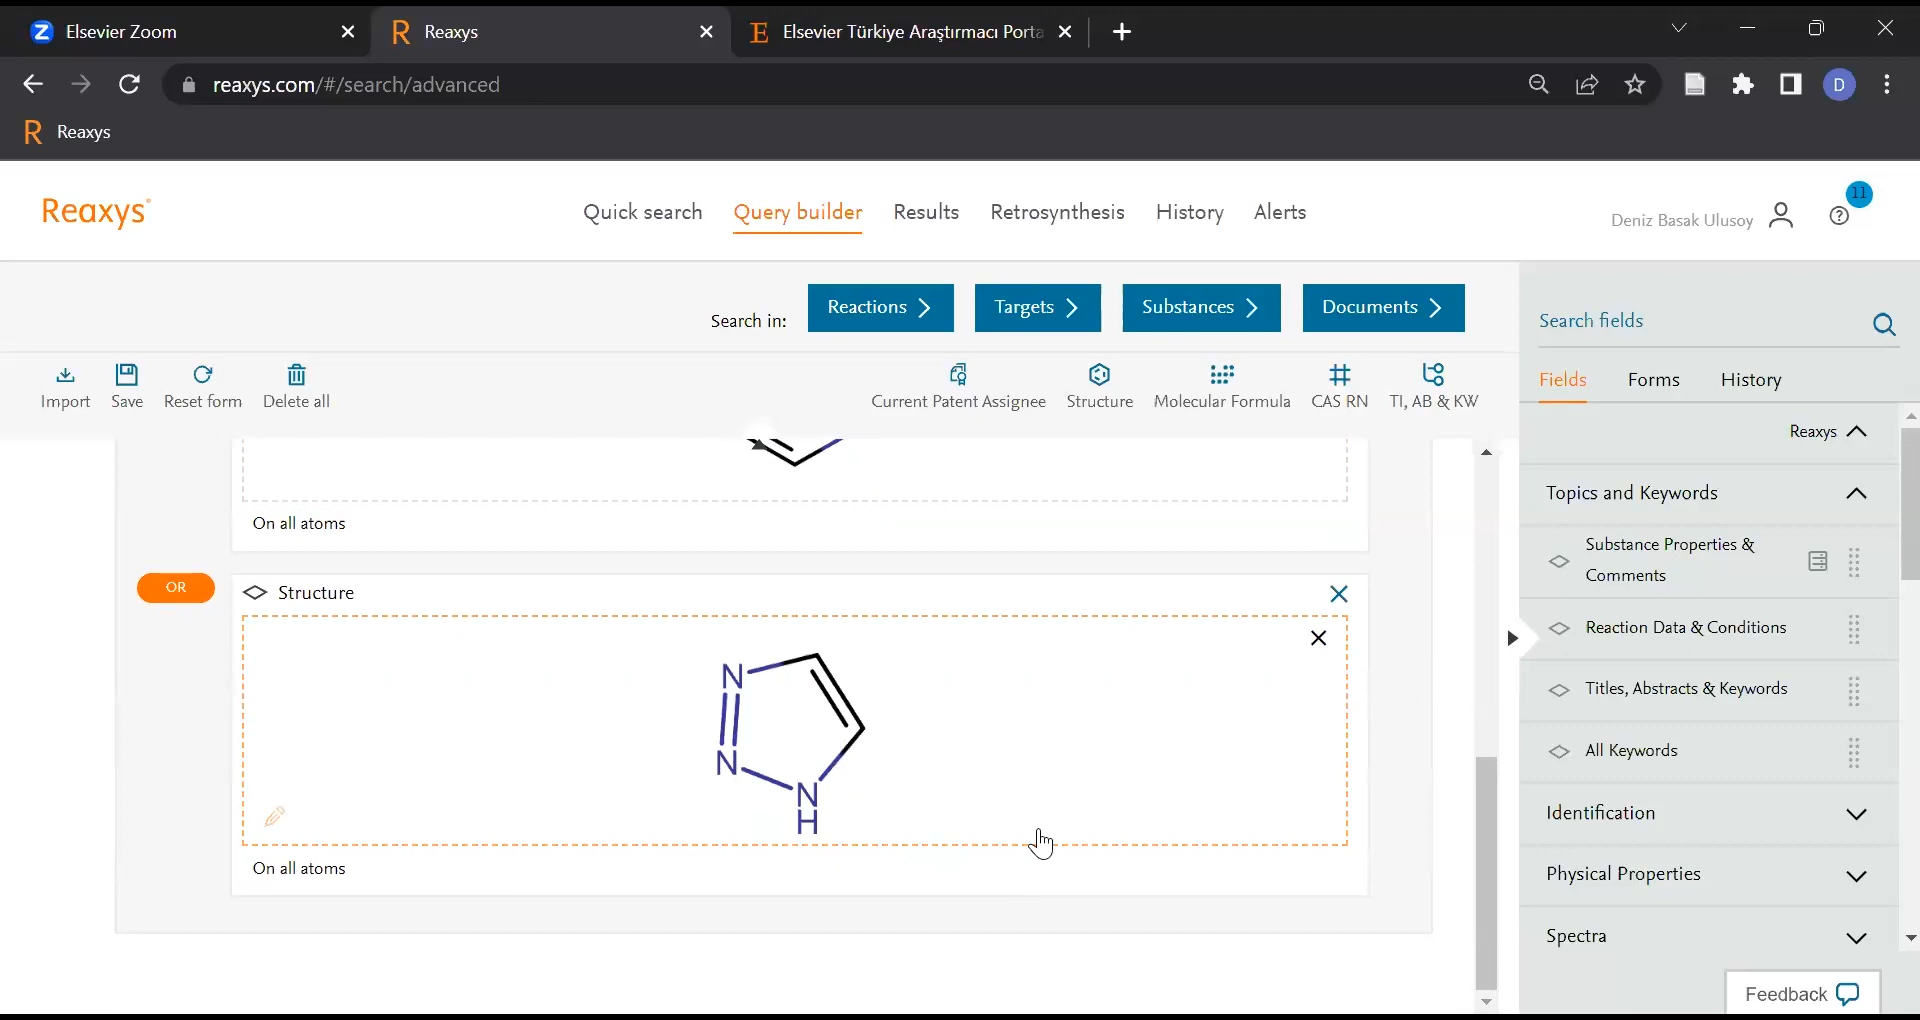 Elsevier Zoom
Reaxys
Elsevier Türkiye Araştırmacı Porta
reaxys.com/#/search/advanced
D
Reaxys
Reaxys
Quick search
Query builder
Results
Retrosynthesis
History
Alerts
Deniz Basak Ulusoy
11
Search in:
Reactions
Targets
Substances
Documents
Search fields
Import
Save
Reset form
Delete all
Current Patent Assignee
Structure
Molecular Formula
CAS RN
TI, AB & KW
Fields
Forms
History
Reaxys
Topics and Keywords
Substance Properties &
Comments
Reaction Data & Conditions
Titles, Abstracts & Keywords
All Keywords
Identification
Physical Properties
Spectra
Feedback
On all atoms
OR
Structure
N
N
N
H
On all atoms